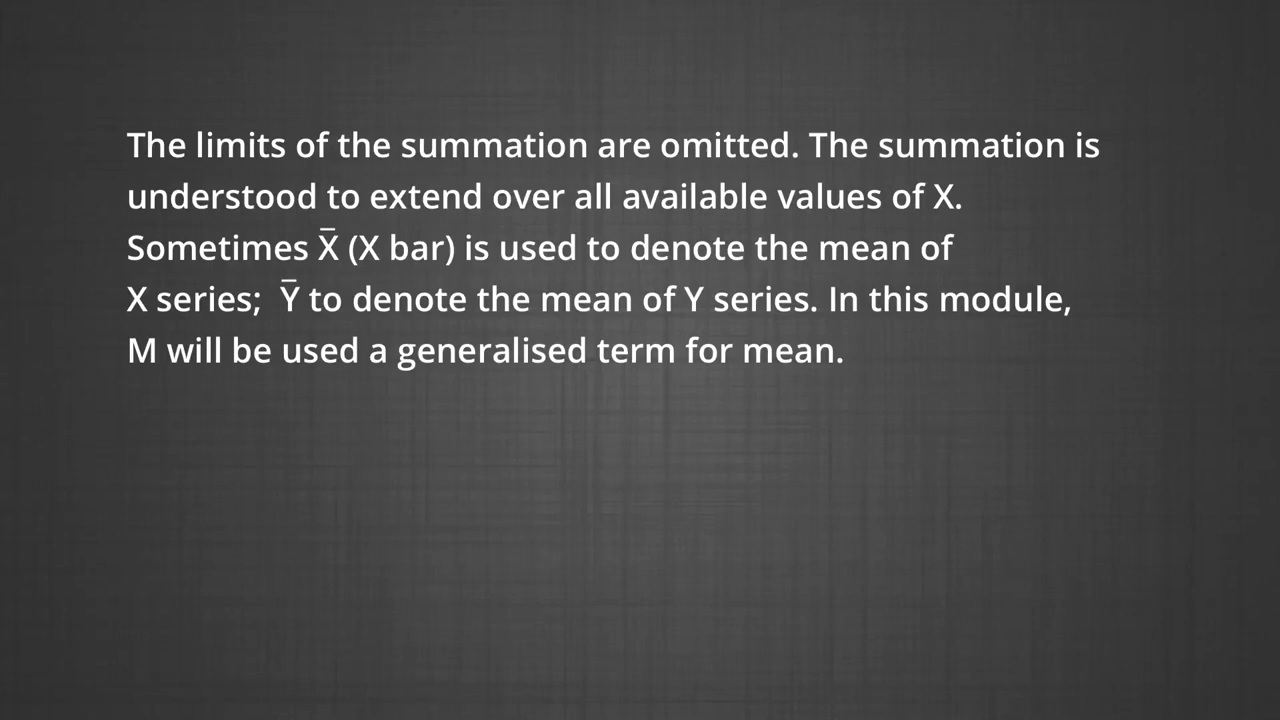 The limits of the summation are omitted. The summation is
understood to extend over all available values of X.
Sometimes X̅ (X bar) is used to denote the mean of
X series;  Y̅ to denote the mean of Y series. In this module,
M will be used a generalised term for mean.